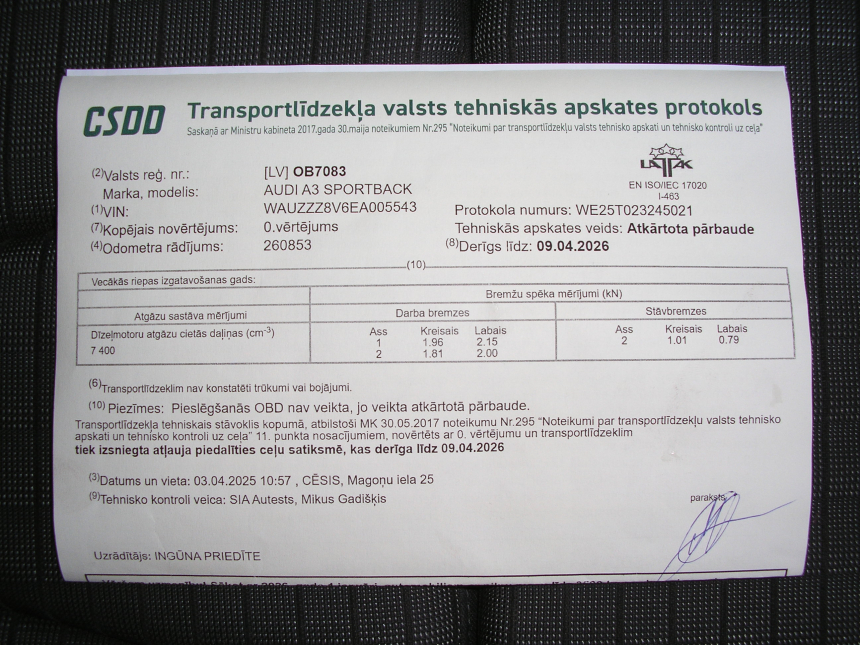 CSDD Transportlīdzekļa valsts tehniskās apskates protokols
Saskaņā ar Ministru kabineta 2017.gada 30.maija noteikumiem Nr.295 "Noteikumi par transportlīdzekļu valsts tehnisko apskati un tehnisko kontroli uz ceļa"
LATAK
EN ISO/IEC 17020
I-463
(2)Valsts reģ. nr.: [LV] OB7083
Marka, modelis: AUDI A3 SPORTBACK
(1)VIN: WAUZZZ8V6EA005543
Protokola numurs: WE25T023245021
(7)Kopējais novērtējums: 0.vērtējums
Tehniskās apskates veids: Atkārtota pārbaude
(4)Odometra rādījums: 260853
(8)Derīgs līdz: 09.04.2026
(10)
Vecākās riepas izgatavošanas gads:
Bremžu spēka mērījumi (kN)
Atgāzu sastāva mērījumi Darba bremzes Stāvbremzes
Dīzeļmotoru atgāzu cietās daļiņas (cm-3) Ass Kreisais Labais Ass Kreisais Labais
7 400 1 1.96 2.15 2 1.01 0.79
2 1.81 2.00
(6)Transportlīdzeklim nav konstatēti trūkumi vai bojājumi.
(10) Piezīmes: Pieslēgšanās OBD nav veikta, jo veikta atkārtotā pārbaude.
Transportlīdzekļa tehniskais stāvoklis kopumā, atbilstoši MK 30.05.2017 noteikumu Nr.295 "Noteikumi par transportlīdzekļu valsts tehnisko
apskati un tehnisko kontroli uz ceļa" 11. punkta nosacījumiem, novērtēts ar 0. vērtējumu un transportlīdzeklim
tiek izsniegta atļauja piedalīties ceļu satiksmē, kas derīga līdz 09.04.2026
(3)Datums un vieta: 03.04.2025 10:57 , CĒSIS, Magoņu iela 25
(9)Tehnisko kontroli veica: SIA Autests, Mikus Gadišķis
paraksts
Uzrādītājs: INGŪNA PRIEDĪTE